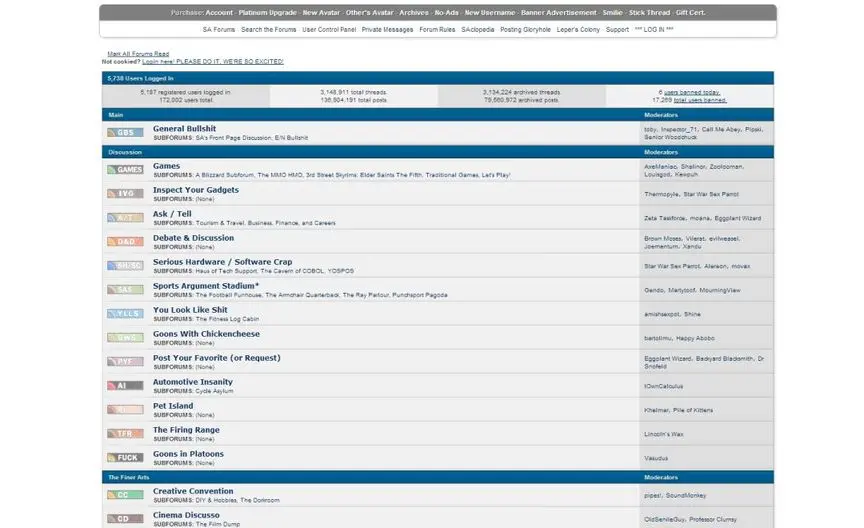 Purchase: Account - Platinum Upgrade - New Avatar - Other's Avatar - Archives - No-Ads - New Username - Banner Advertisement - Smilie - Stick Thread - Gift Cert.
SA Forums Search the Forums User Control Panel Private Messages Forum Rules SAclopedia Posting Gloryhole Leper's Colony Support *** LOG IN ***
Mark All Forums Read
Not cookied? Login here! PLEASE DO IT, WE'RE SO EXCITED!
5,738 Users Logged In
registered users logged in. 3,148,911 total threads. 3,134,224 archived threads. 6 users banned today.
users total. total posts. archived posts. 17,269 total users banned.
Main Moderators
GBS General Bullshit
SUBFORUMS: SA's Front Page Discussion, E/N Bullshit
toby, Inspector_71, Call Me Abey, Pipski, Senior Woodchuck
Discussion Moderators
GAMES Games
SUBFORUMS: A Blizzard Subforum, The MMO HMO, 3rd Street Skyrims: Elder Saints The Fifth, Traditional Games, Let's Play!
AxeManiac, Shalinor, Zoolooman, Louisgod, Kewpuh
IYG Inspect Your Gadgets
SUBFORUMS: (None)
Thermopyle, Star War Sex Parrot
A/T Ask / Tell
SUBFORUMS: Tourism & Travel, Business, Finance, and Careers
Zeta Taskforce, moana, Eggplant Wizard
D&D Debate & Discussion
SUBFORUMS: (None)
Brown Moses, Vilerat, evilweasel, Joementum, Xandu
SH/SC Serious Hardware / Software Crap
SUBFORUMS: Haus of Tech Support, The Cavern of COBOL, YOSPOS
Star War Sex Parrot, Alereon, movax
SAS Sports Argument Stadium*
SUBFORUMS: The Football Funhouse, The Armchair Quarterback, The Ray Parlour, Punchsport Pagoda
Gendo, Martytoof, MourningView
YLLS You Look Like Shit
SUBFORUMS: The Fitness Log Cabin
amishsexpot, Shine
GWS Goons With Chickencheese
SUBFORUMS: (None)
bartolimu, Happy Abobo
PYF Post Your Favorite (or Request)
SUBFORUMS: (None)
Eggplant Wizard, Backyard Blacksmith, Dr Snofeld
AI Automotive Insanity
SUBFORUMS: Cycle Asylum
IOwnCalculus
PI Pet Island
SUBFORUMS: (None)
Khelmar, Pile of Kittens
TFR The Firing Range
SUBFORUMS: (None)
Lincoln's Wax
FUCK Goons in Platoons
SUBFORUMS: (None)
Vasudus
The Finer Arts Moderators
CC Creative Convention
SUBFORUMS: DIY & Hobbies, The Dorkroom
pipes!, SoundMonkey
CD Cinema Discusso
SUBFORUMS: The Film Dump
OldSenileGuy, Professor Clumsy